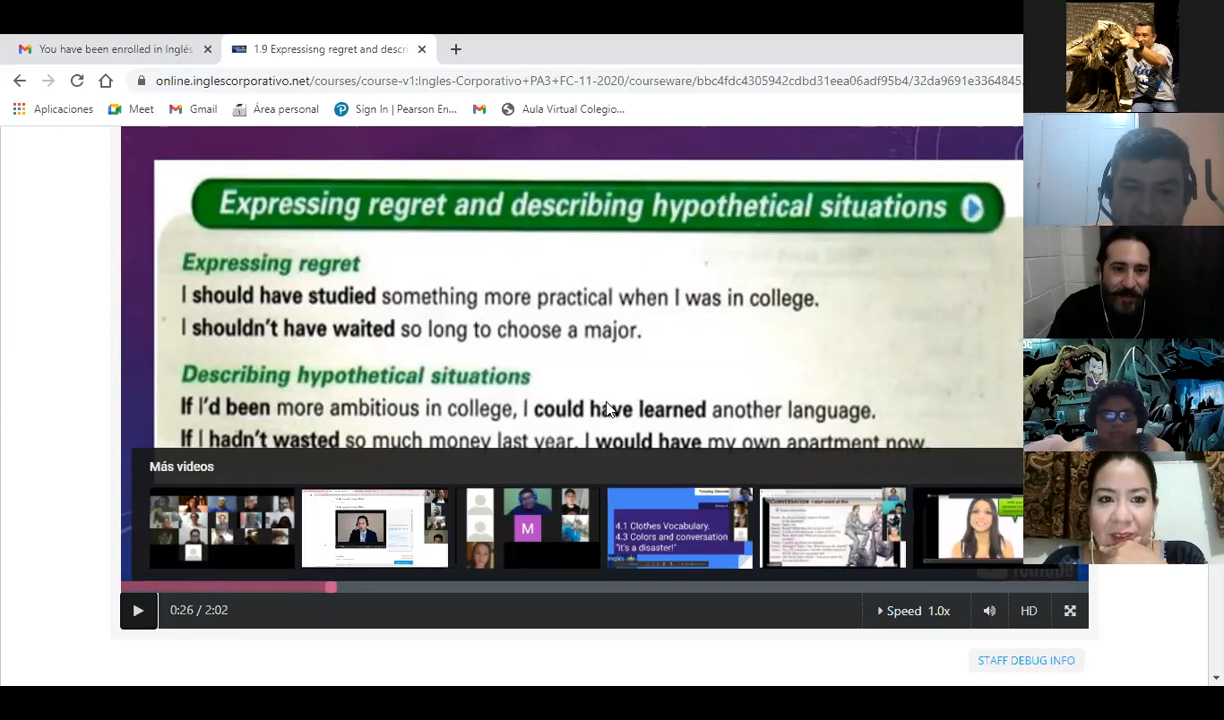 You have been enrolled in Inglés
1.9 Expressisng regret and descri
online.inglescorporativo.net/courses/course-v1:Ingles-Corporativo+PA3+FC-11-2020/courseware/bbc4fdc4305942cdbd31eea06adf95b4/32da9691e3364845
Aplicaciones Meet Gmail Área personal Sign In | Pearson En... Aula Virtual Colegio...
Expressing regret and describing hypothetical situations
Expressing regret
I should have studied something more practical when I was in college.
I shouldn't have waited so long to choose a major.
Describing hypothetical situations
If I'd been more ambitious in college, I could have learned another language.
If I hadn't wasted so much money last year, I would have my own apartment now.
Más videos
M
4.1 Clothes Vocabulary.
4.3 Colors and conversation
"It's a disaster!"
0:26 / 2:02
Speed 1.0x
HD
STAFF DEBUG INFO